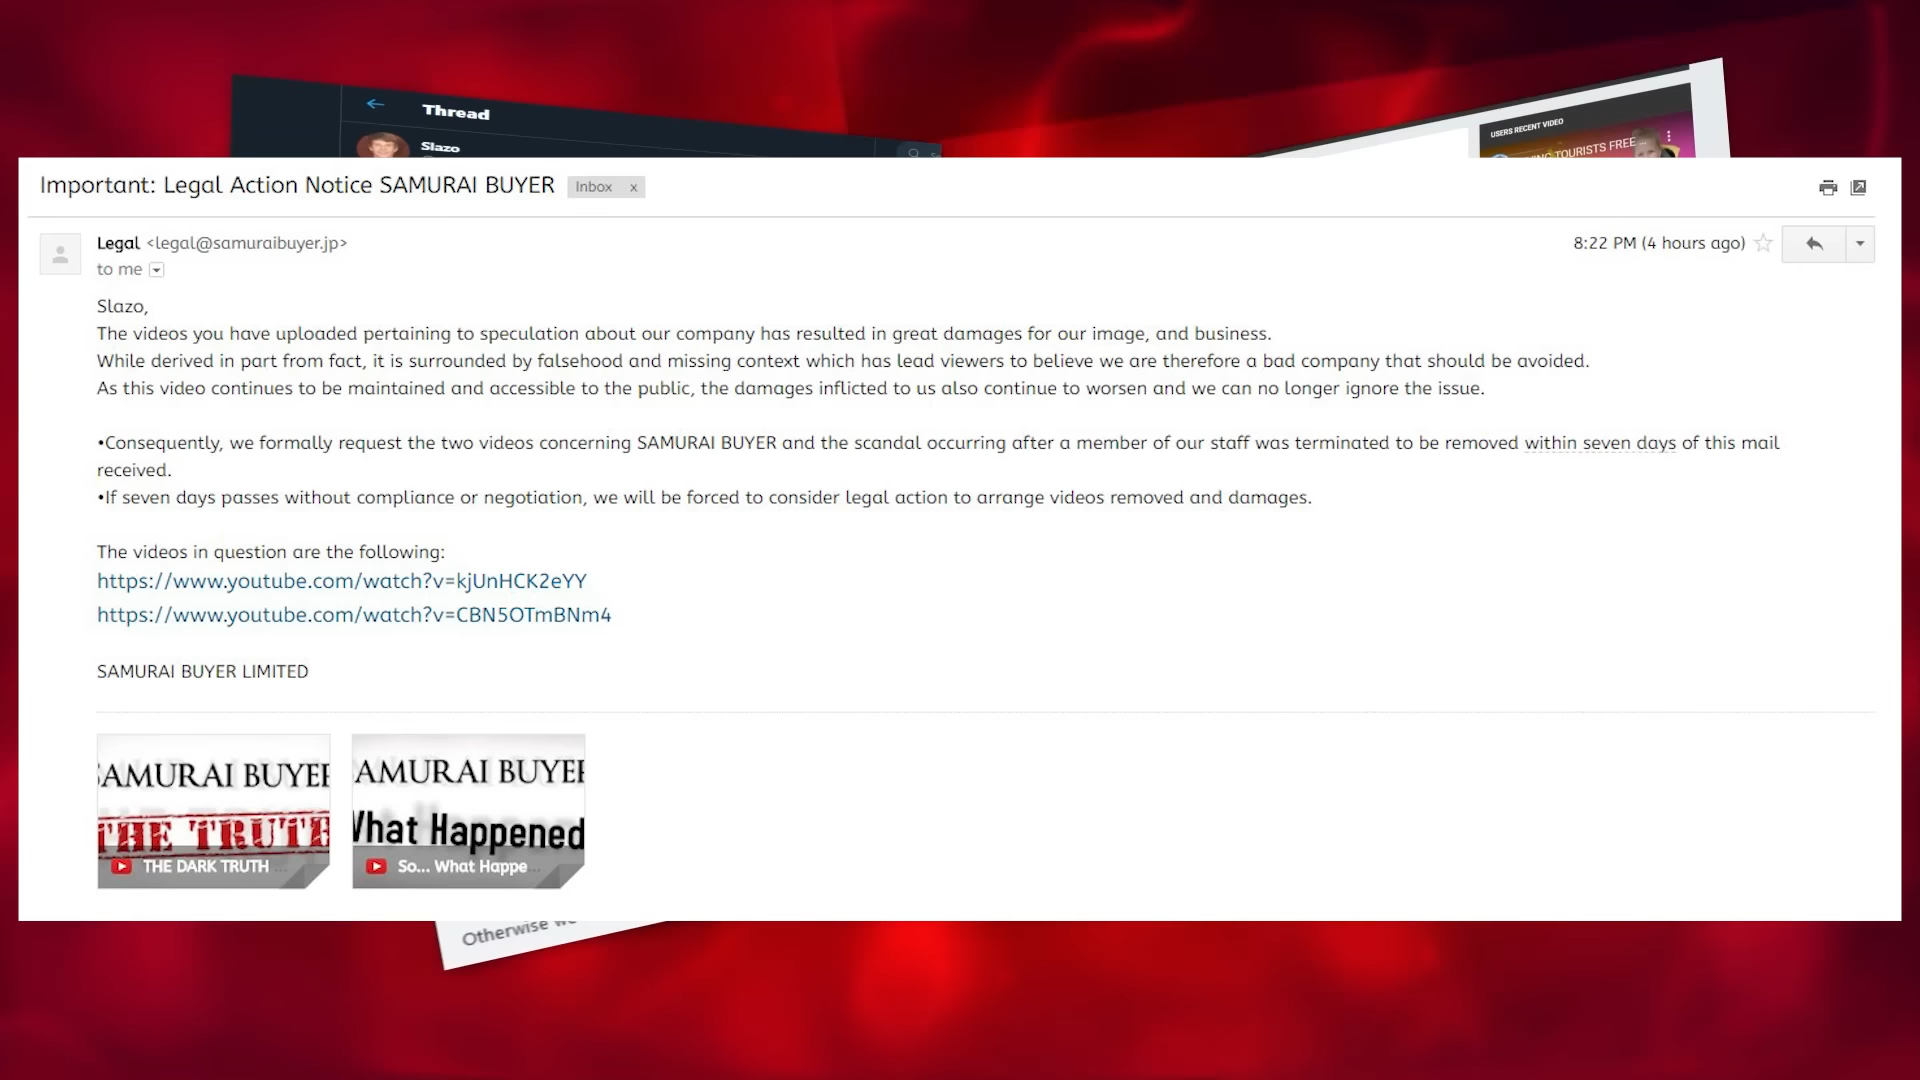 Thread
Slazo
USERS RECENT VIDEO
TOURISTS FREE ...
Important: Legal Action Notice SAMURAI BUYER Inbox x
Legal <legal@samuraibuyer.jp> 8:22 PM (4 hours ago)
to me
Slazo,
The videos you have uploaded pertaining to speculation about our company has resulted in great damages for our image, and business.
While derived in part from fact, it is surrounded by falsehood and missing context which has lead viewers to believe we are therefore a bad company that should be avoided.
As this video continues to be maintained and accessible to the public, the damages inflicted to us also continue to worsen and we can no longer ignore the issue.
•Consequently, we formally request the two videos concerning SAMURAI BUYER and the scandal occurring after a member of our staff was terminated to be removed within seven days of this mail
received.
•If seven days passes without compliance or negotiation, we will be forced to consider legal action to arrange videos removed and damages.
The videos in question are the following:
https://www.youtube.com/watch?v=kjUnHCK2eYY
https://www.youtube.com/watch?v=CBN5OTmBNm4
SAMURAI BUYER LIMITED
SAMURAI BUYER
THE TRUTH
THE DARK TRUTH ...
SAMURAI BUYER
What Happened
So... What Happe ...
Otherwise